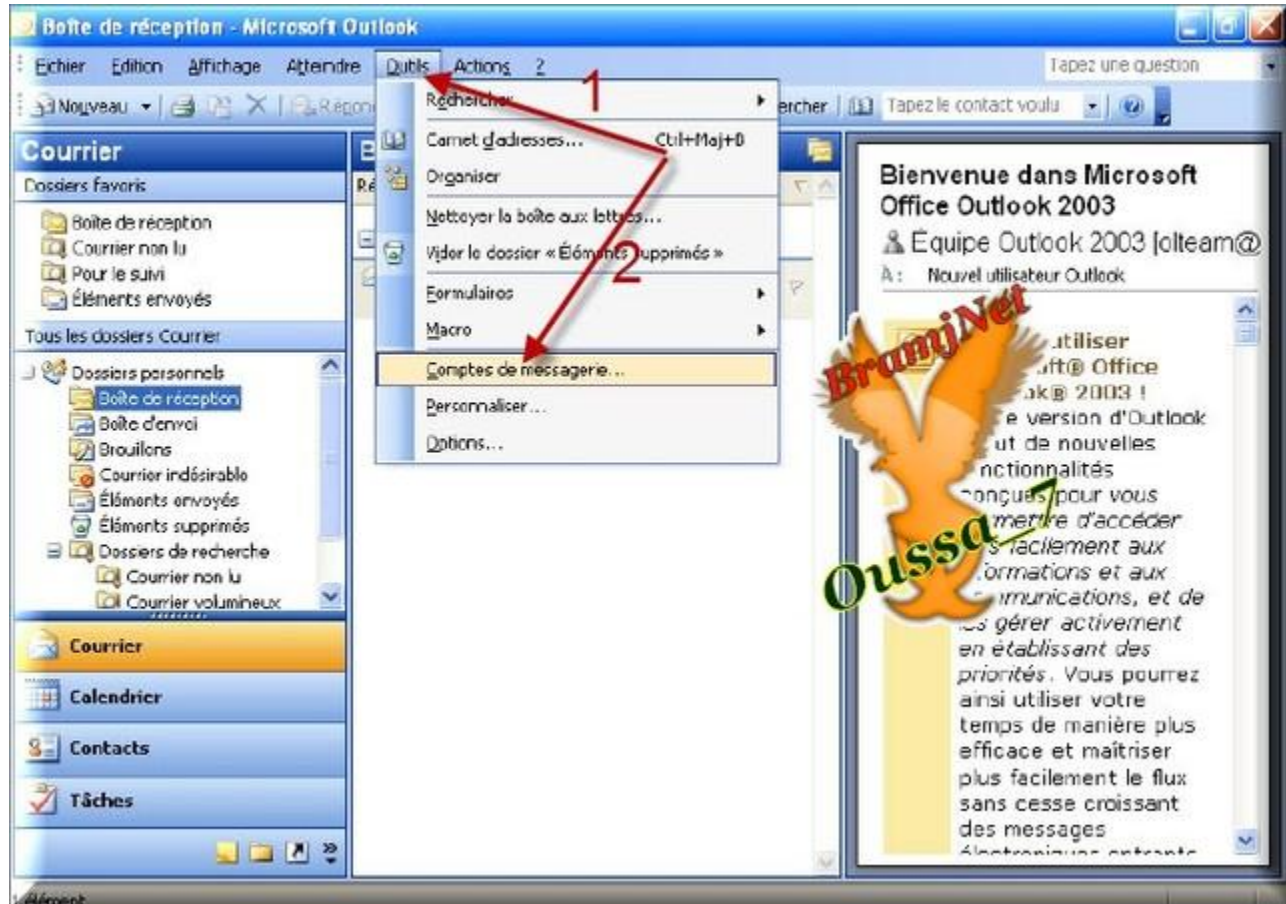 Boîte de réception - Microsoft Outlook
Fichier Edition Affichage Atteindre Outils Actions ?
Tapez une question
Nouveau
Tapez le contact voulu
1
Rechercher
Carnet d'adresses... Ctrl+Maj+B
Organiser
Nettoyer la boîte aux lettres...
Vider le dossier « Éléments supprimés »
2
Formulaires
Macro
Comptes de messagerie...
Personnaliser...
Options...
Courrier
Dossiers favoris
Boîte de réception
Courrier non lu
Pour le suivi
Éléments envoyés
Tous les dossiers Courrier
Dossiers personnels
Boîte de réception
Boîte d'envoi
Brouillons
Courrier indésirable
Éléments envoyés
Éléments supprimés
Dossiers de recherche
Courrier non lu
Courrier volumineux
Courrier
Calendrier
Contacts
Tâches
Bienvenue dans Microsoft
Office Outlook 2003
Équipe Outlook 2003 [olteam@
À : Nouvel utilisateur Outlook
BramjNet
Oussa_7
utiliser
Office
2003 !
version d'Outlook
de nouvelles
pour vous
d'accéder
facilement aux
et aux
et de
gérer activement
en établissant des
priorités. Vous pourrez
ainsi utiliser votre
temps de manière plus
efficace et maîtriser
plus facilement le flux
sans cesse croissant
des messages
élément